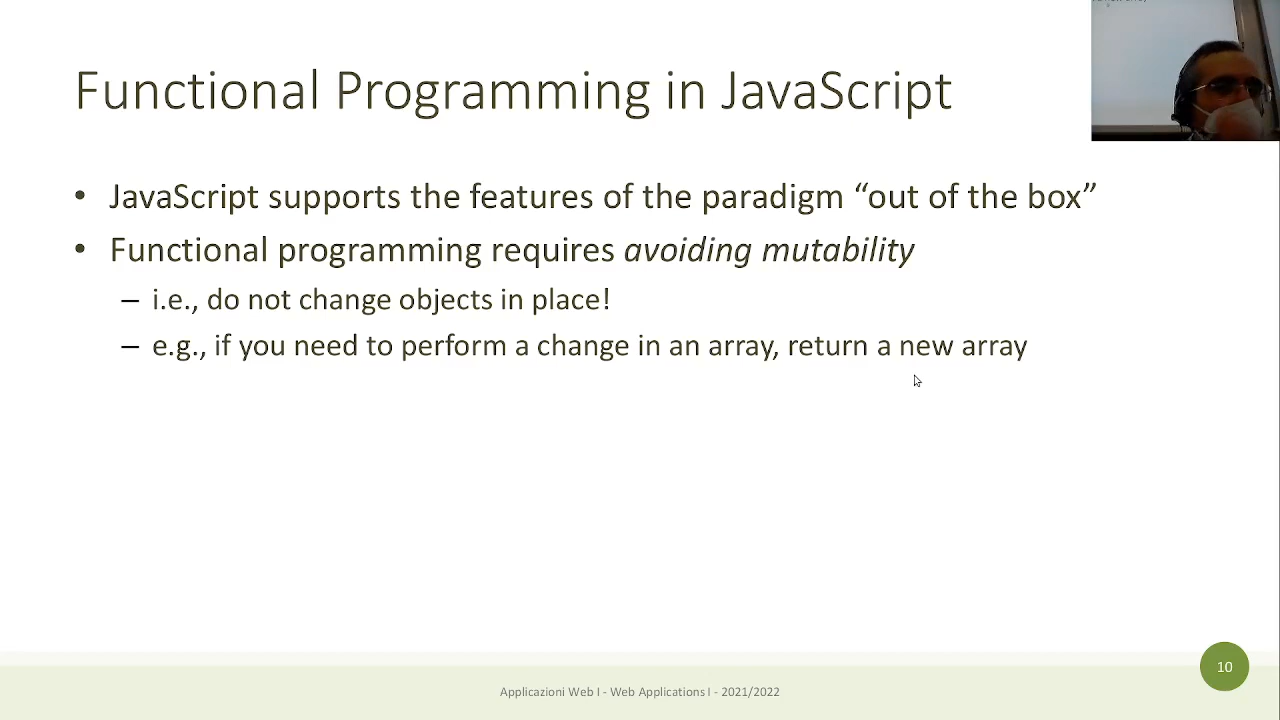 Functional Programming in JavaScript
• JavaScript supports the features of the paradigm “out of the box”
• Functional programming requires avoiding mutability
– i.e., do not change objects in place!
– e.g., if you need to perform a change in an array, return a new array
10
Applicazioni Web I - Web Applications I - 2021/2022